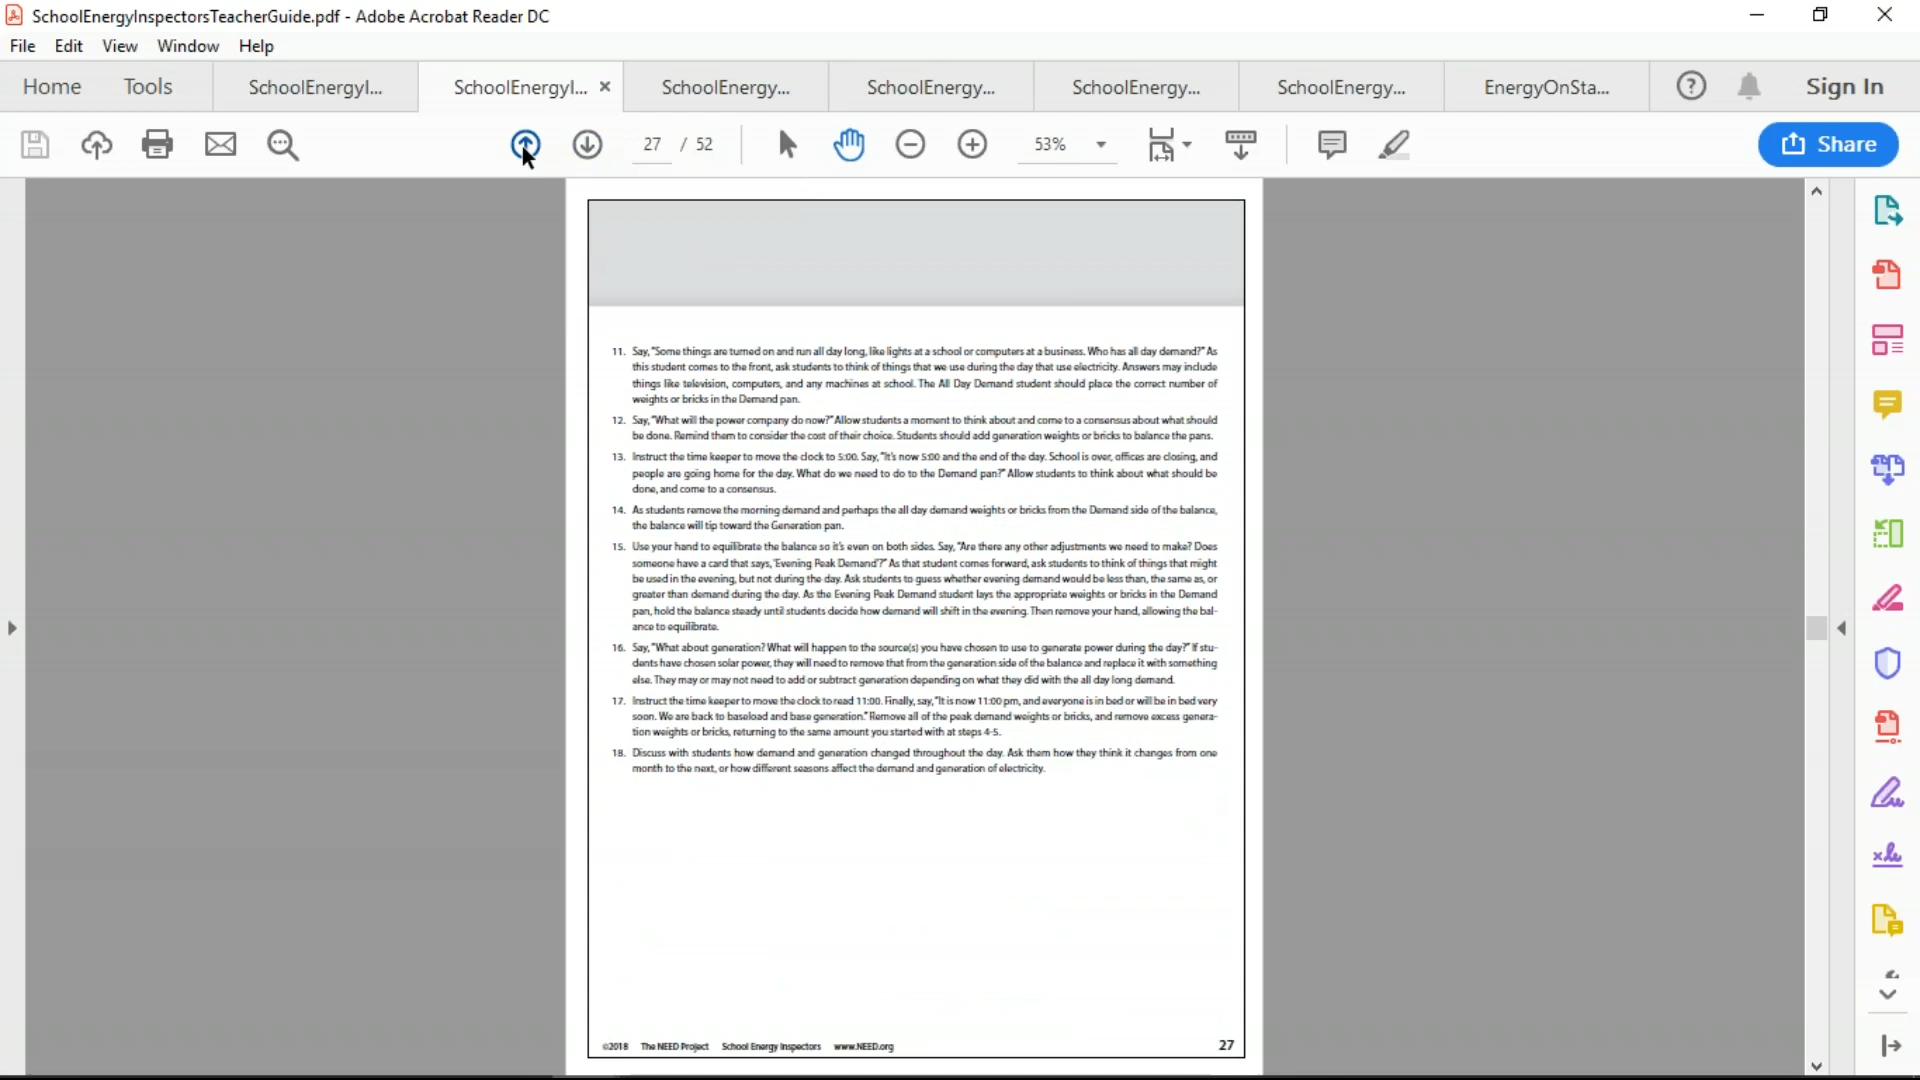 SchoolEnergyInspectorsTeacherGuide.pdf - Adobe Acrobat Reader DC
File Edit View Window Help
Home Tools SchoolEnergyI... SchoolEnergyI... SchoolEnergy... SchoolEnergy... SchoolEnergy... SchoolEnergy... EnergyOnSta... Sign In
27 / 52 53% Share
11. Say, "Some things are turned on and run all day long, like lights at a school or computers at a business. Who has all day demand?" As
this student comes to the front, ask students to think of things that we use during the day that use electricity. Answers may include
things like television, computers, and any machines at school. The All Day Demand student should place the correct number of
weights or bricks in the Demand pan.
12. Say, "What will the power company do now?" Allow students a moment to think about and come to a consensus about what should
be done. Remind them to consider the cost of their choice. Students should add generation weights or bricks to balance the pans.
13. Instruct the time keeper to move the clock to 5:00. Say, "It's now 5:00 and the end of the day. School is over, offices are closing, and
people are going home for the day. What do we need to do to the Demand pan?" Allow students to think about what should be
done, and come to a consensus.
14. As students remove the morning demand and perhaps the all day demand weights or bricks from the Demand side of the balance,
the balance will tip toward the Generation pan.
15. Use your hand to equilibrate the balance so it's even on both sides. Say, "Are there any other adjustments we need to make? Does
someone have a card that says, 'Evening Peak Demand'?" As that student comes forward, ask students to think of things that might
be used in the evening, but not during the day. Ask students to guess whether evening demand would be less than, the same as, or
greater than demand during the day. As the Evening Peak Demand student lays the appropriate weights or bricks in the Demand
pan, hold the balance steady until students decide how demand will shift in the evening. Then remove your hand, allowing the bal-
ance to equilibrate.
16. Say, "What about generation? What will happen to the source(s) you have chosen to use to generate power during the day?" If stu-
dents have chosen solar power, they will need to remove that from the generation side of the balance and replace it with something
else. They may or may not need to add or subtract generation depending on what they did with the all day long demand.
17. Instruct the time keeper to move the clock to read 11:00. Finally, say, "It is now 11:00 pm, and everyone is in bed or will be in bed very
soon. We are back to baseload and base generation." Remove all of the peak demand weights or bricks, and remove excess genera-
tion weights or bricks, returning to the same amount you started with at steps 4-5.
18. Discuss with students how demand and generation changed throughout the day. Ask them how they think it changes from one
month to the next, or how different seasons affect the demand and generation of electricity.
©2018 The NEED Project School Energy Inspectors www.NEED.org 27